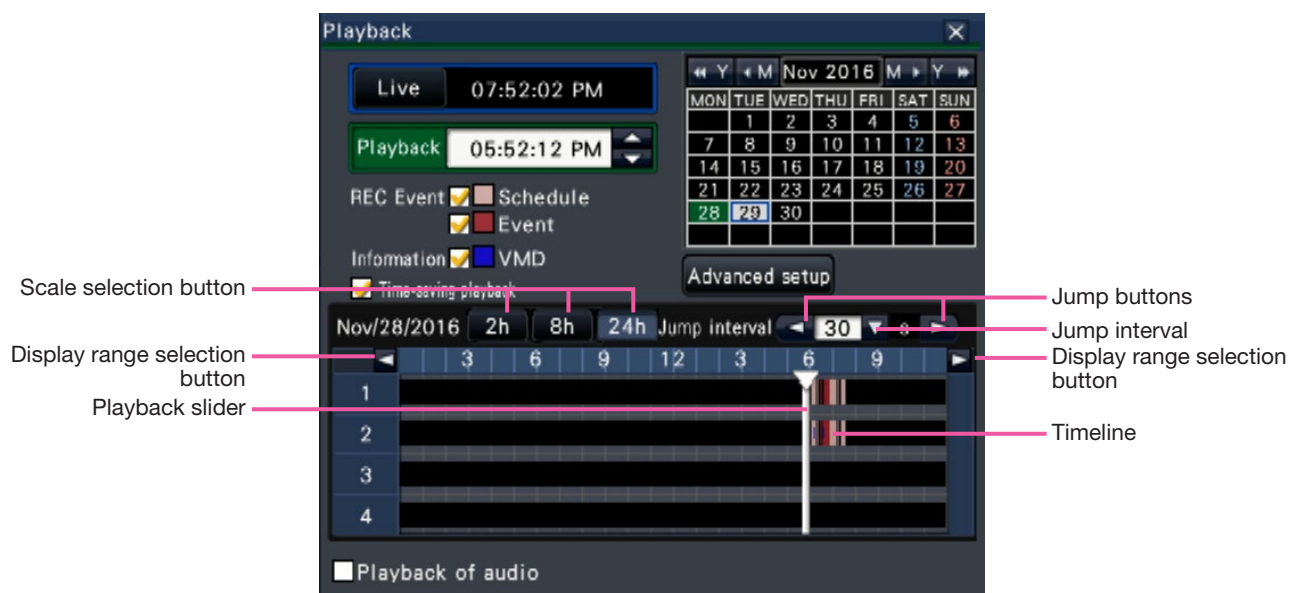 Playback
Live 07:52:02 PM
Playback 05:52:12 PM
REC Event Schedule
Event
Information VMD
Time-saving playback
Y M Nov 2016 M Y
MON TUE WED THU FRI SAT SUN
1 2 3 4 5 6
7 8 9 10 11 12 13
14 15 16 17 18 19 20
21 22 23 24 25 26 27
28 29 30
Advanced setup
Nov/28/2016 2h 8h 24h Jump interval 30 s
3 6 9 12 3 6 9
1
2
3
4
Playback of audio
Scale selection button
Display range selection
button
Playback slider
Jump buttons
Jump interval
Display range selection
button
Timeline